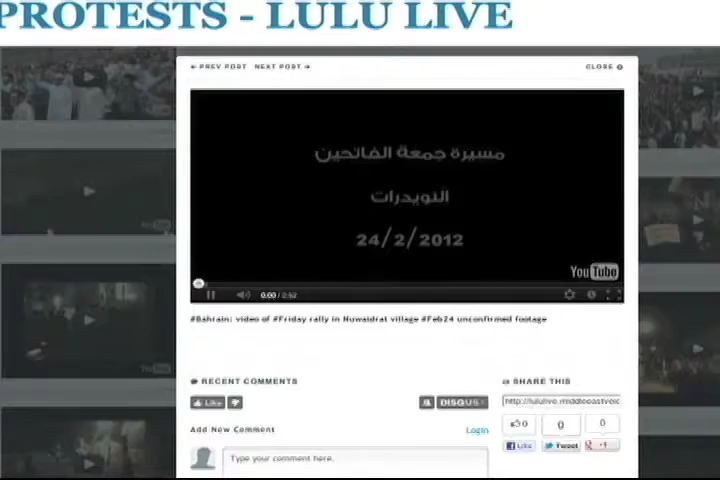 PROTESTS - LULU LIVE
← PREV POST NEXT POST →
CLOSE
مسيرة جمعة الفاتحين
النويدرات
24/2/2012
YouTube
0:00 / 2:52
#Bahrain: video of #Friday rally in Nuwaidrat village #Feb24 unconfirmed footage
RECENT COMMENTS
SHARE THIS
Like
DISQUS
http://lululive.middleeastvoic
Add New Comment
Login
0
0
0
Like
Tweet
+1
Type your comment here.